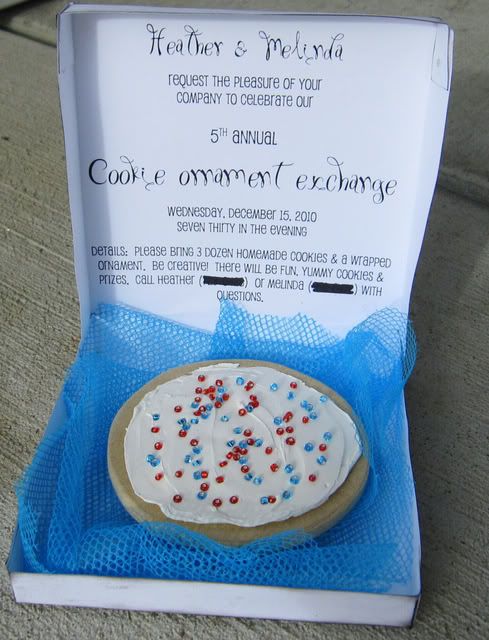 Heather & Melinda
request the pleasure of your
company to celebrate our
5TH annual
Cookie ornament exchange
Wednesday, December 15, 2010
seven thirty in the evening
Details: Please bring 3 dozen homemade cookies & a wrapped
ornament. Be creative! There will be fun, yummy cookies &
prizes. Call Heather ( ) or Melinda ( ) with
questions.